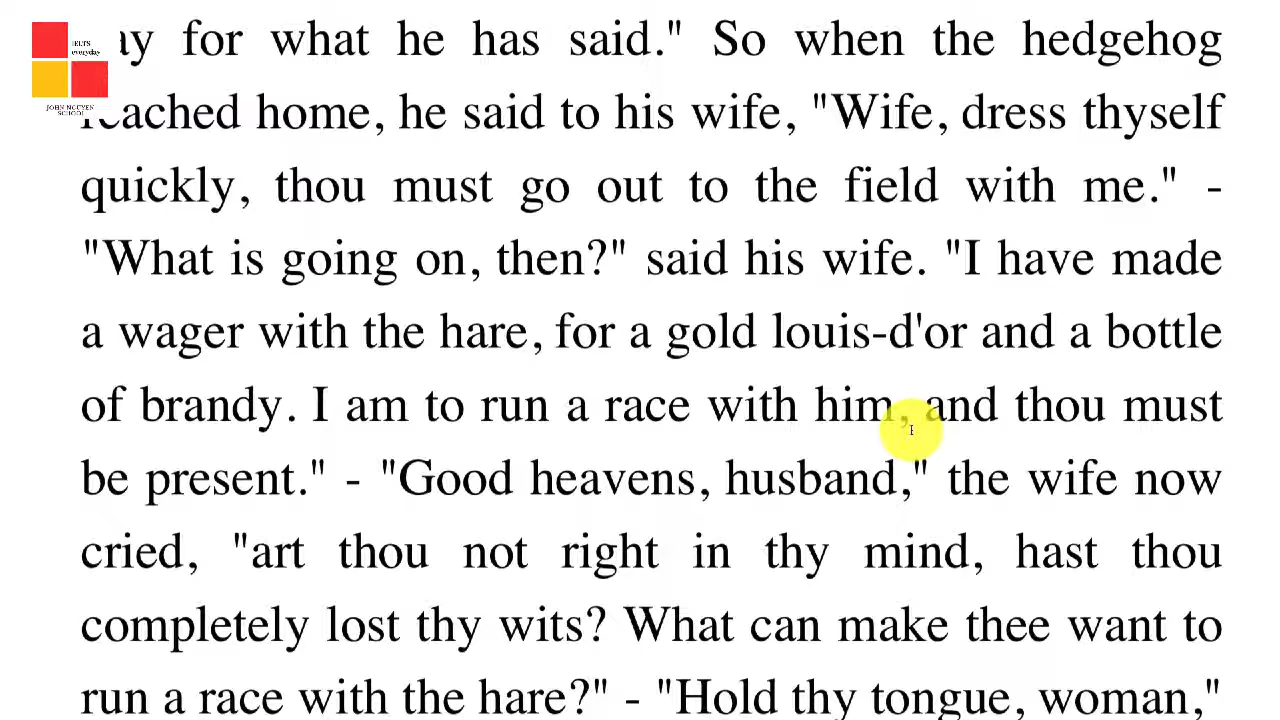 IELTS
everyday
JOHN NGUYEN
SCHOOL
for what he has said." So when the hedgehog
reached home, he said to his wife, "Wife, dress thyself
quickly, thou must go out to the field with me." -
"What is going on, then?" said his wife. "I have made
a wager with the hare, for a gold louis-d'or and a bottle
of brandy. I am to run a race with him, and thou must
be present." - "Good heavens, husband," the wife now
cried, "art thou not right in thy mind, hast thou
completely lost thy wits? What can make thee want to
run a race with the hare?" - "Hold thy tongue, woman,"